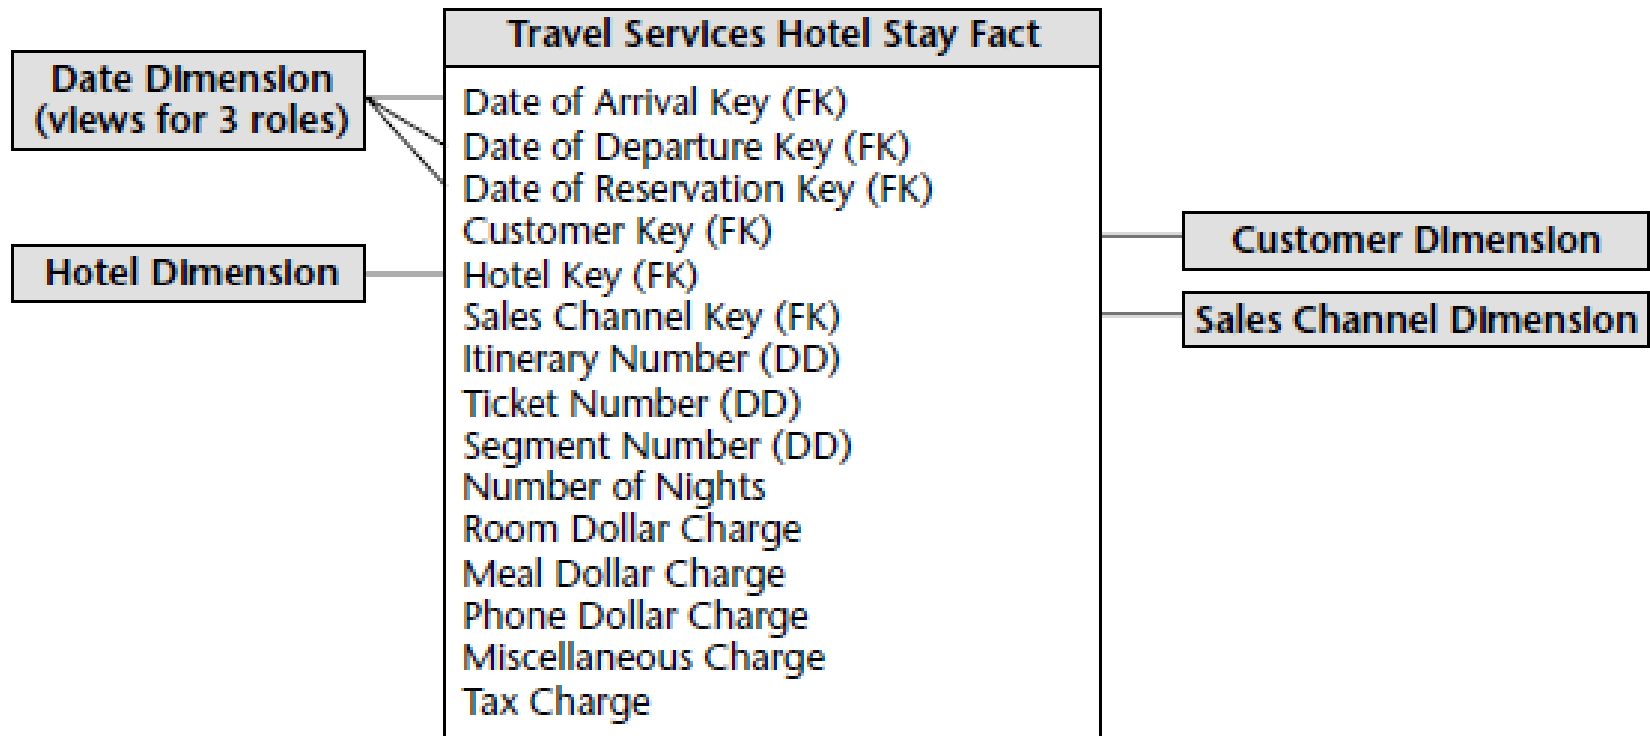 Travel Services Hotel Stay Fact
Date Dimension
(views for 3 roles)
Date of Arrival Key (FK)
Date of Departure Key (FK)
Date of Reservation Key (FK)
Customer Key (FK)
Hotel Key (FK)
Sales Channel Key (FK)
Itinerary Number (DD)
Ticket Number (DD)
Segment Number (DD)
Number of Nights
Room Dollar Charge
Meal Dollar Charge
Phone Dollar Charge
Miscellaneous Charge
Tax Charge
Hotel Dimension
Customer Dimension
Sales Channel Dimension